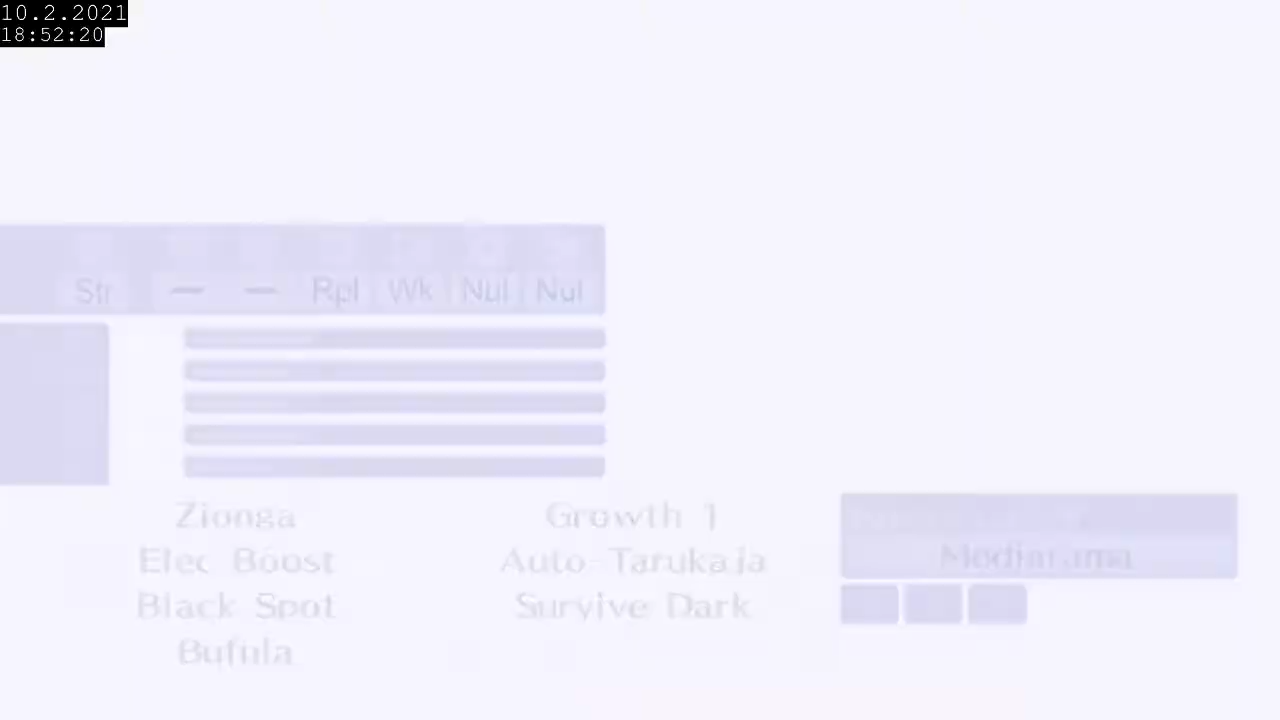 10.2.2021
18:52:20
Str — — Rpl Wk Nul Nul
Zionga Growth 1
Elec Boost Auto-Tarukaja
Black Spot Survive Dark
Bufula
Mediarama